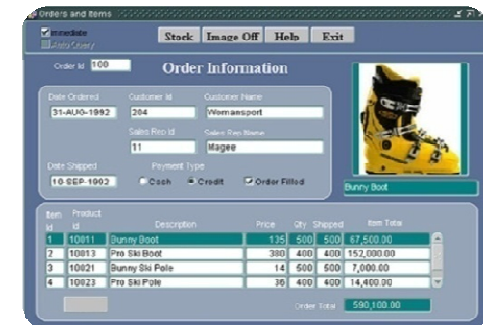 Orders and Items
Immediate
Auto Query
Stock Image Off Help Exit
Order Id 100
Order Information
Date Ordered Customer Id Customer Name
31-AUG-1992 204 Womansport
Sales Rep Id Sales Rep Name
11 Magee
Date Shipped Payment Type
10-SEP-1992 Cash Credit Order Filled
Bunny Boot
Item Id Product Id Description Price Qty Shipped Item Total
1 10011 Bunny Boot 135 500 500 67,500.00
2 10013 Pro Ski Boot 380 400 400 152,000.00
3 10021 Bunny Ski Pole 14 500 500 7,000.00
4 10023 Pro Ski Pole 36 400 400 14,400.00
Order Total 590,100.00